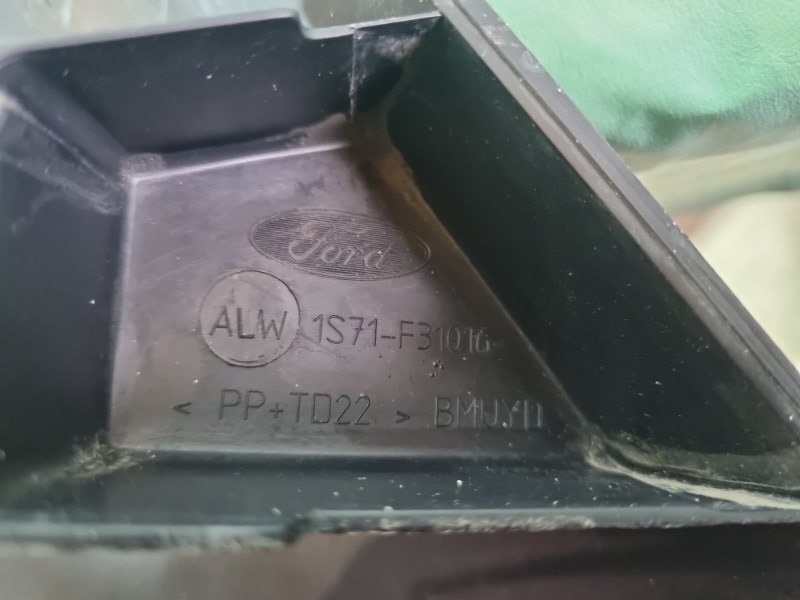 Ford
ALW 1S71-F31016
< PP+TD22 >